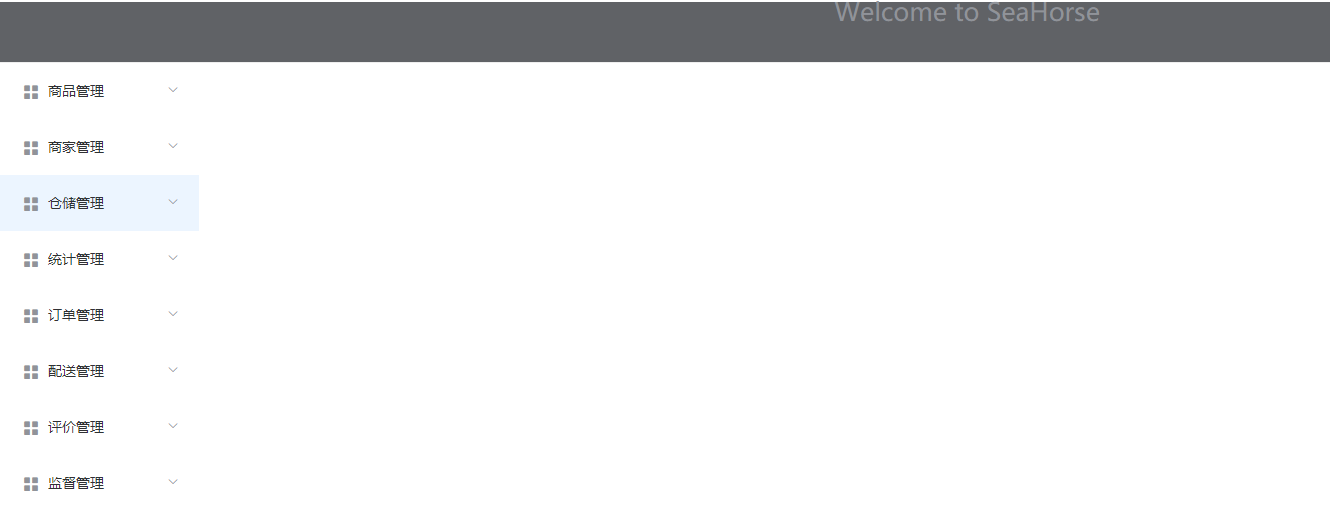 Welcome to SeaHorse
商品管理
商家管理
仓储管理
统计管理
订单管理
配送管理
评价管理
监督管理